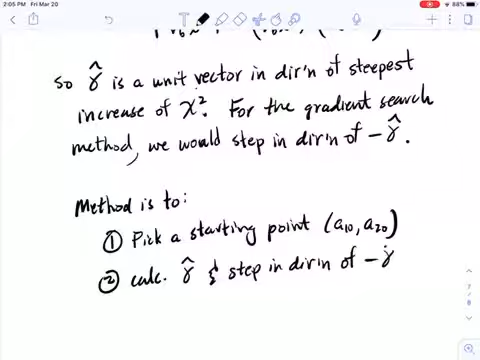 2:05 PM Fri Mar 20
88%
so γ̂ is a unit vector in dir'n of steepest
increase of χ². For the gradient search
method, we would step in dir'n of -γ̂.
Method is to:
① Pick a starting point (a₁₀, a₂₀)
② calc. γ̂ & step in dir'n of -γ̂
7/8